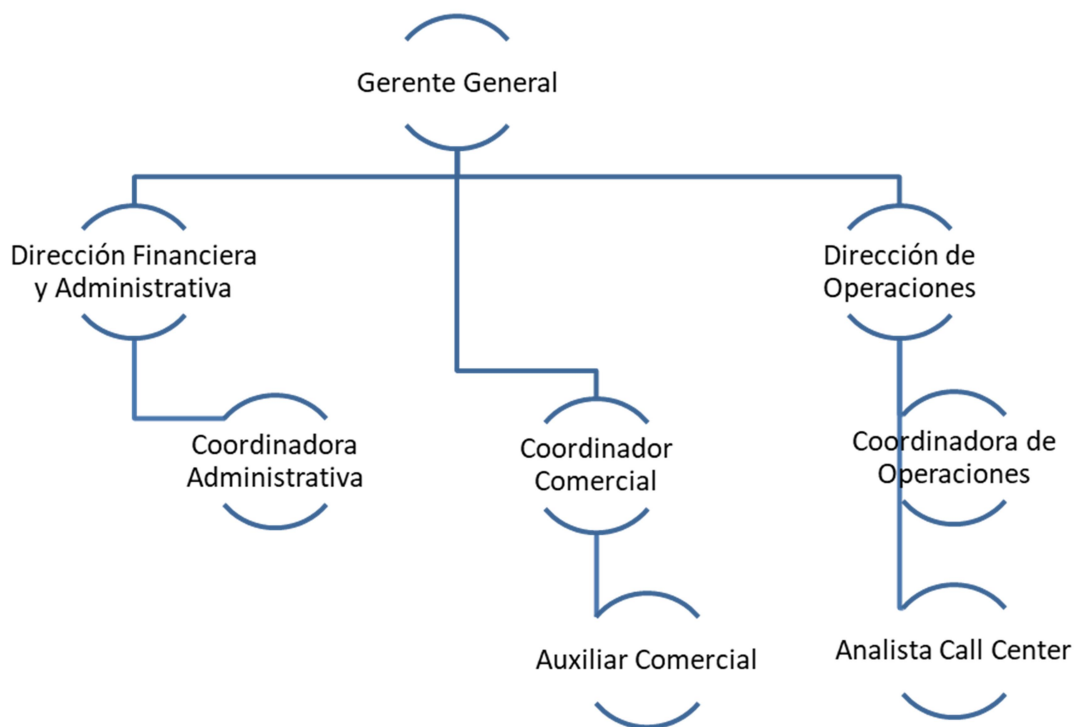 Gerente General
Dirección Financiera
y Administrativa
Dirección de
Operaciones
Coordinadora
Administrativa
Coordinador
Comercial
Coordinadora de
Operaciones
Auxiliar Comercial
Analista Call Center